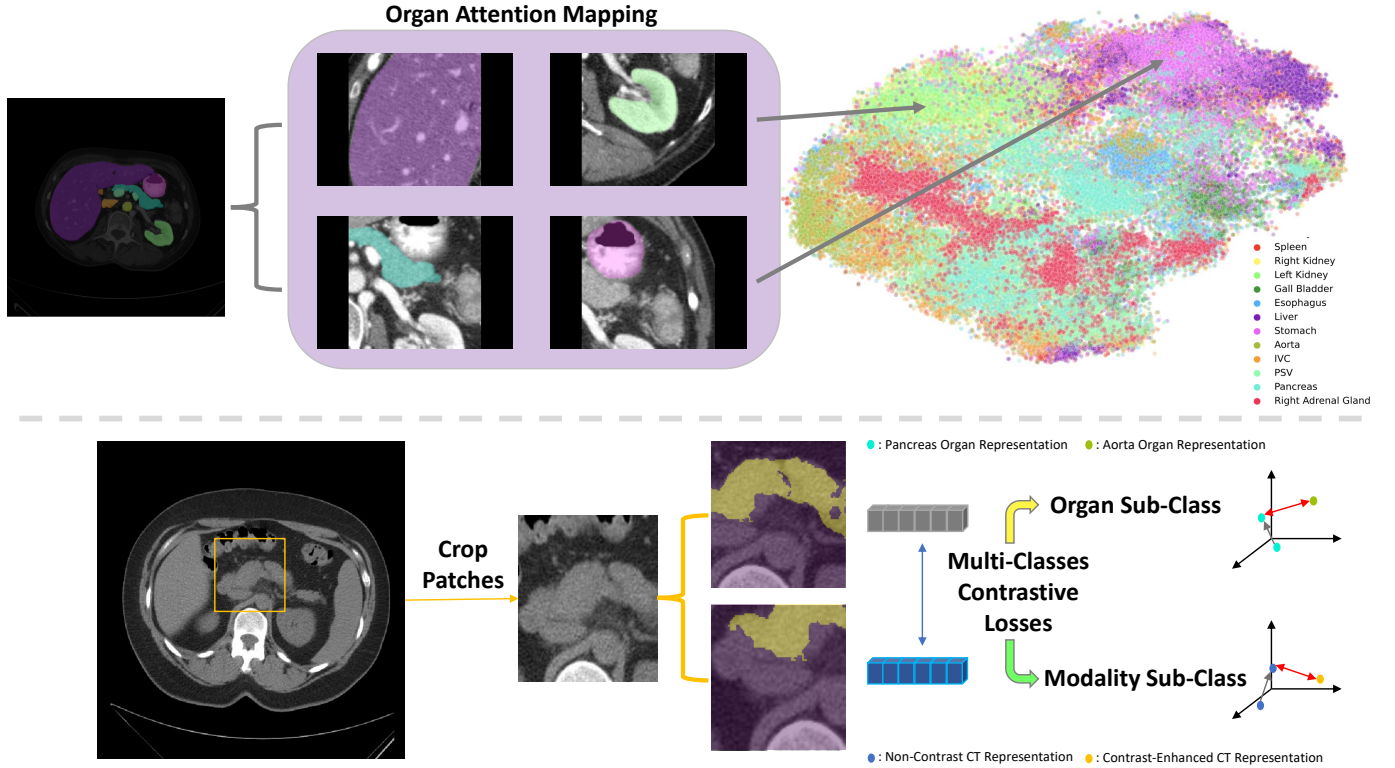 Organ Attention Mapping
Spleen
Right Kidney
Left Kidney
Gall Bladder
Esophagus
Liver
Stomach
Aorta
IVC
PSV
Pancreas
Right Adrenal Gland
: Pancreas Organ Representation
: Aorta Organ Representation
Crop
Patches
Organ Sub-Class
Multi-Classes
Contrastive
Losses
Modality Sub-Class
: Non-Contrast CT Representation
: Contrast-Enhanced CT Representation